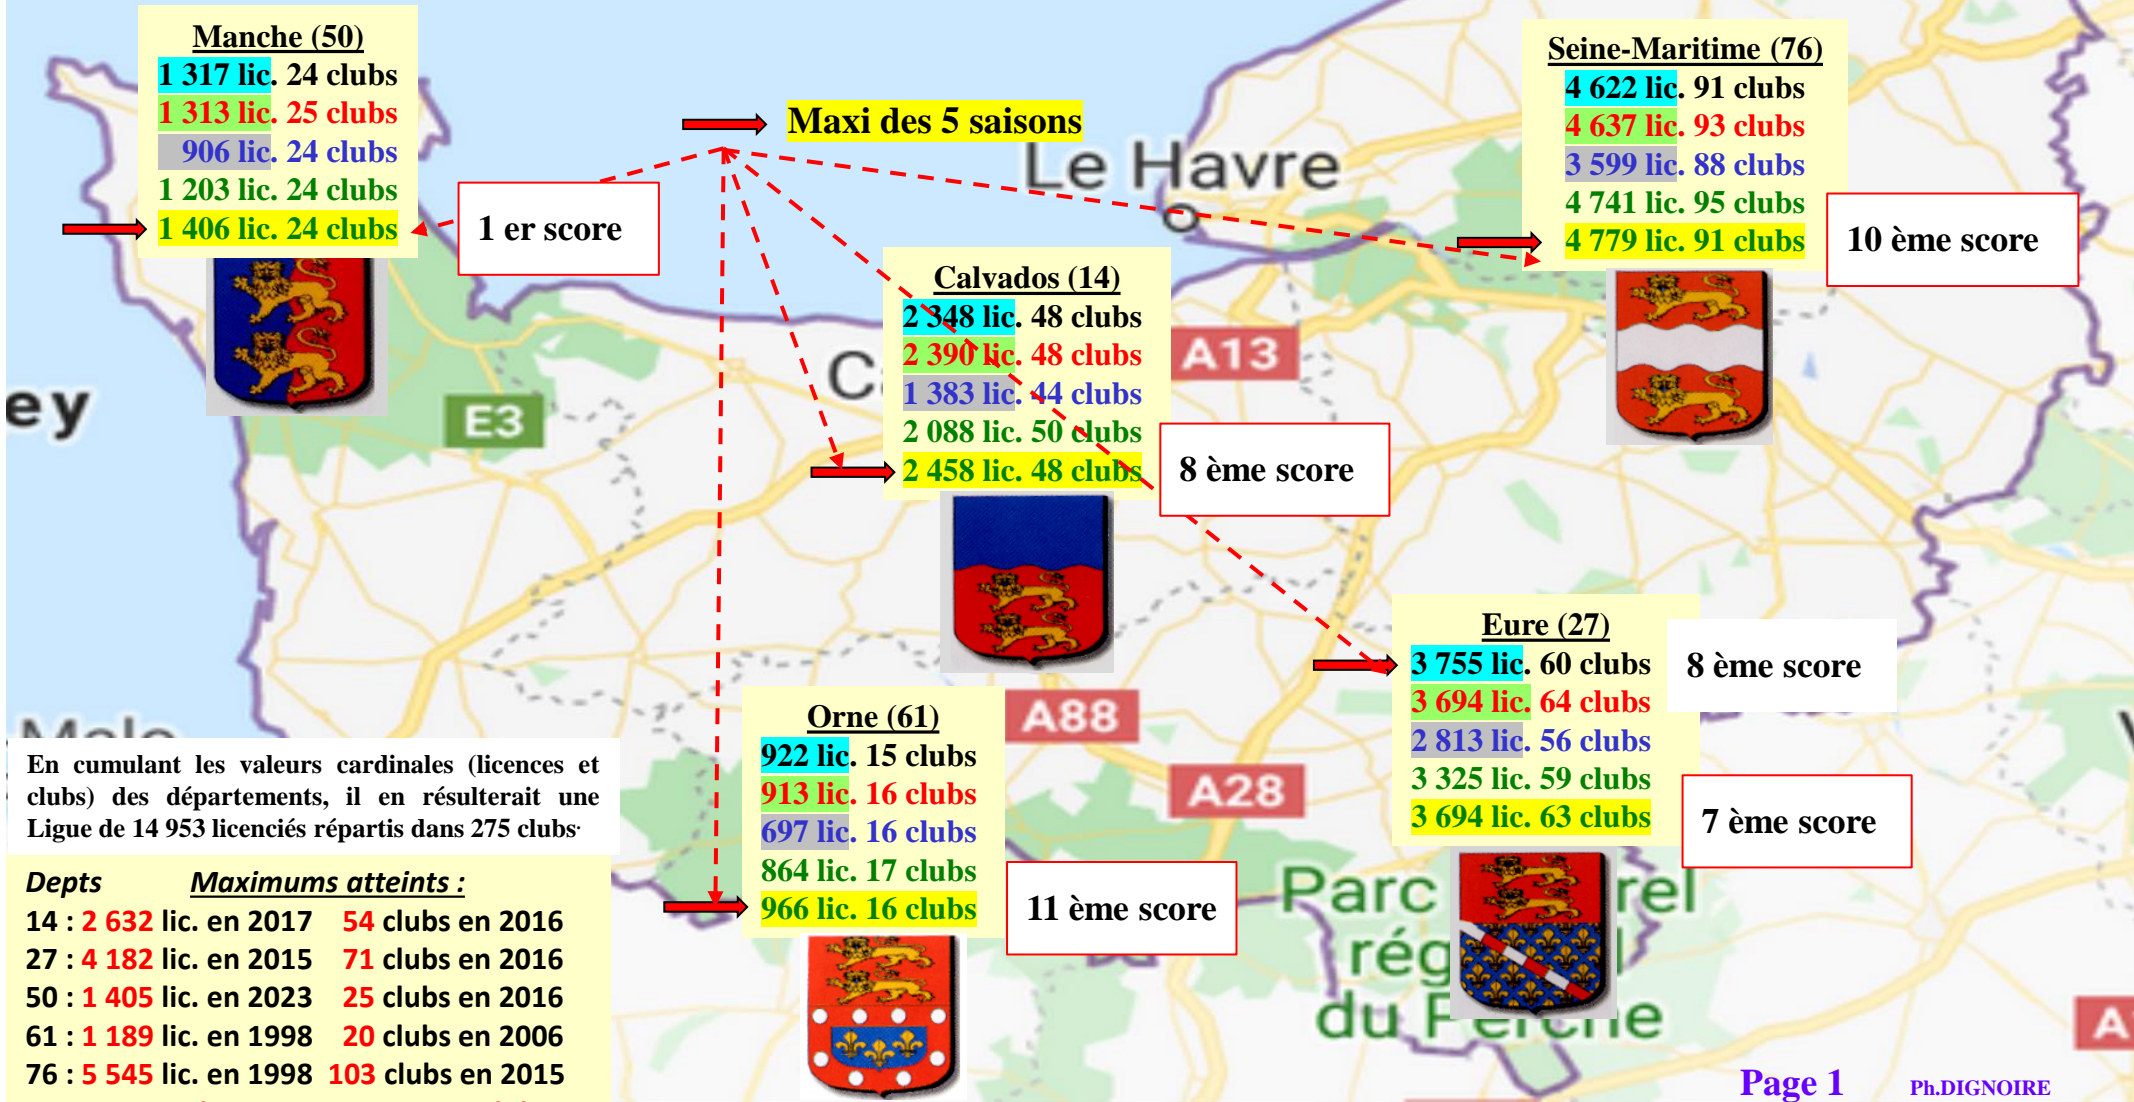 Manche (50)
1 317 lic. 24 clubs
1 313 lic. 25 clubs
906 lic. 24 clubs
1 203 lic. 24 clubs
1 406 lic. 24 clubs
1 er score
Maxi des 5 saisons
Le Havre
Seine-Maritime (76)
4 622 lic. 91 clubs
4 637 lic. 93 clubs
3 599 lic. 88 clubs
4 741 lic. 95 clubs
4 779 lic. 91 clubs
10 ème score
Calvados (14)
2 348 lic. 48 clubs
2 390 lic. 48 clubs
1 383 lic. 44 clubs
2 088 lic. 50 clubs
2 458 lic. 48 clubs
8 ème score
A13
ey
E3
Eure (27)
3 755 lic. 60 clubs
3 694 lic. 64 clubs
2 813 lic. 56 clubs
3 325 lic. 59 clubs
3 694 lic. 63 clubs
8 ème score
7 ème score
A88
A28
Orne (61)
922 lic. 15 clubs
913 lic. 16 clubs
697 lic. 16 clubs
864 lic. 17 clubs
966 lic. 16 clubs
11 ème score
Parc
rel
rég
du Perche
En cumulant les valeurs cardinales (licences et
clubs) des départements, il en résulterait une
Ligue de 14 953 licenciés répartis dans 275 clubs.
Depts Maximums atteints :
14 : 2 632 lic. en 2017 54 clubs en 2016
27 : 4 182 lic. en 2015 71 clubs en 2016
50 : 1 405 lic. en 2023 25 clubs en 2016
61 : 1 189 lic. en 1998 20 clubs en 2006
76 : 5 545 lic. en 1998 103 clubs en 2015
Page 1 Ph.DIGNOIRE